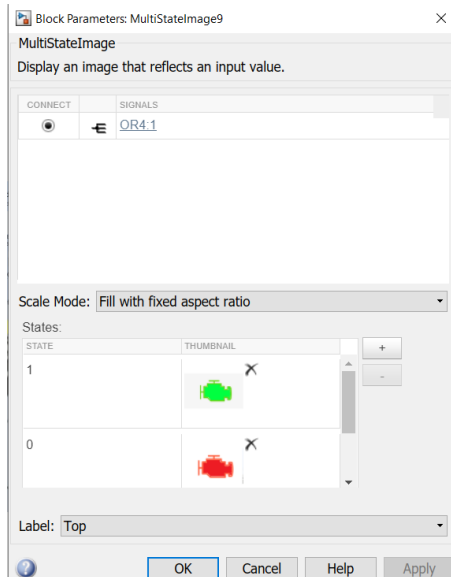 Block Parameters: MultiStateImage9
MultiStateImage
Display an image that reflects an input value.
CONNECT SIGNALS
OR4:1
Scale Mode: Fill with fixed aspect ratio
States:
STATE THUMBNAIL
+
1
-
0
Label: Top
? OK Cancel Help Apply